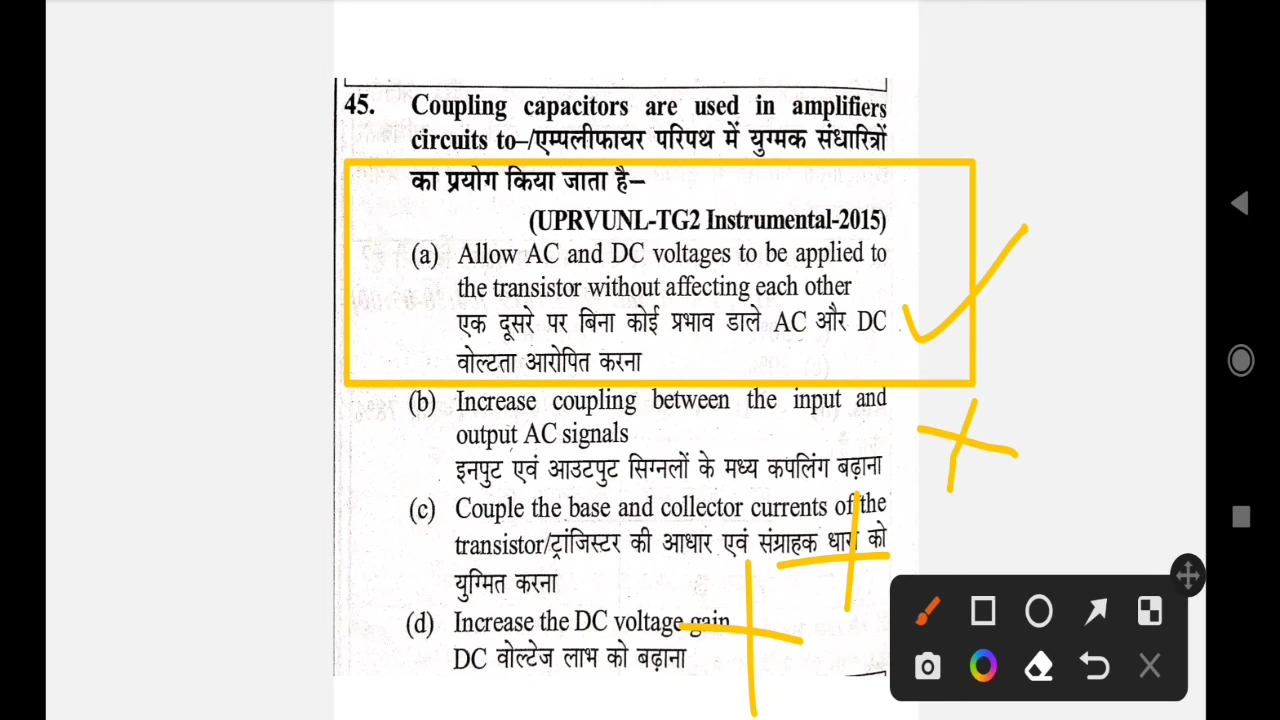 45. Coupling capacitors are used in amplifiers
circuits to–/एम्पलीफायर परिपथ में युग्मक संधारित्रों
का प्रयोग किया जाता है–
(UPRVUNL-TG2 Instrumental-2015)
(a) Allow AC and DC voltages to be applied to
the transistor without affecting each other
एक दूसरे पर बिना कोई प्रभाव डाले AC और DC
वोल्टता आरोपित करना
(b) Increase coupling between the input and
output AC signals
इनपुट एवं आउटपुट सिग्नलों के मध्य कपलिंग बढ़ाना
(c) Couple the base and collector currents of the
transistor/ट्रांजिस्टर की आधार एवं संग्राहक धारा को
युग्मित करना
(d) Increase the DC voltage gain
DC वोल्टेज लाभ को बढ़ाना